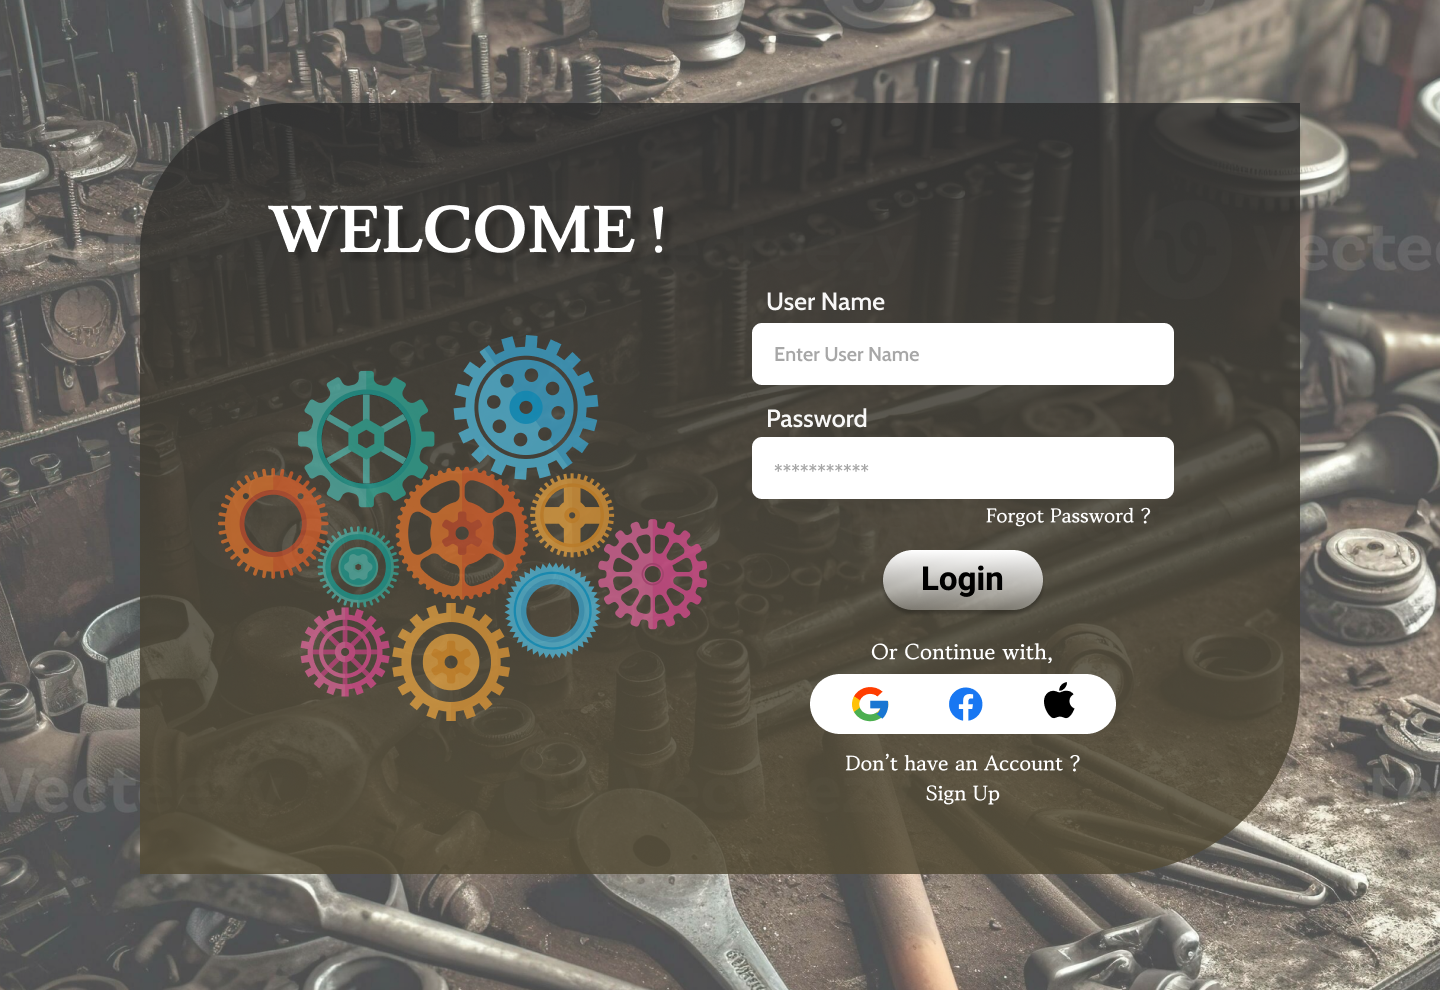 WELCOME !
User Name
Enter User Name
Password
***********
Forgot Password ?
Login
Or Continue with,
Don't have an Account ?
Sign Up